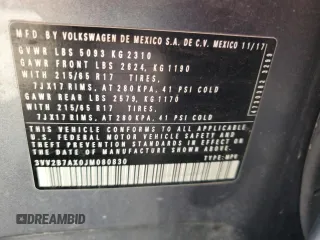 MFD.BY VOLKSWAGEN DE MEXICO S.A. DE C.V. MEXICO 11/17
GVWR LBS 5093 KG 2310
GAWR FRONT LBS 2624, KG 1190
WITH 215/65 R17 TIRES,
7JX17 RIMS, AT 280 KPA, 41 PSI COLD
GAWR REAR LBS 2579, KG 1170
WITH 215/65 R17 TIRES,
7JX17 RIMS, AT 280 KPA, 41 PSI COLD
THIS VEHICLE CONFORMS TO ALL APPLICABLE
U.S. FEDERAL MOTOR VEHICLE SAFETY, BUMPER AND
THEFT PREVENTION STANDARDS IN EFFECT ON THE
DATE OF MANUFACTURE SHOWN ABOVE.
3VV2B7AX0JM080830 TYPE: MPV